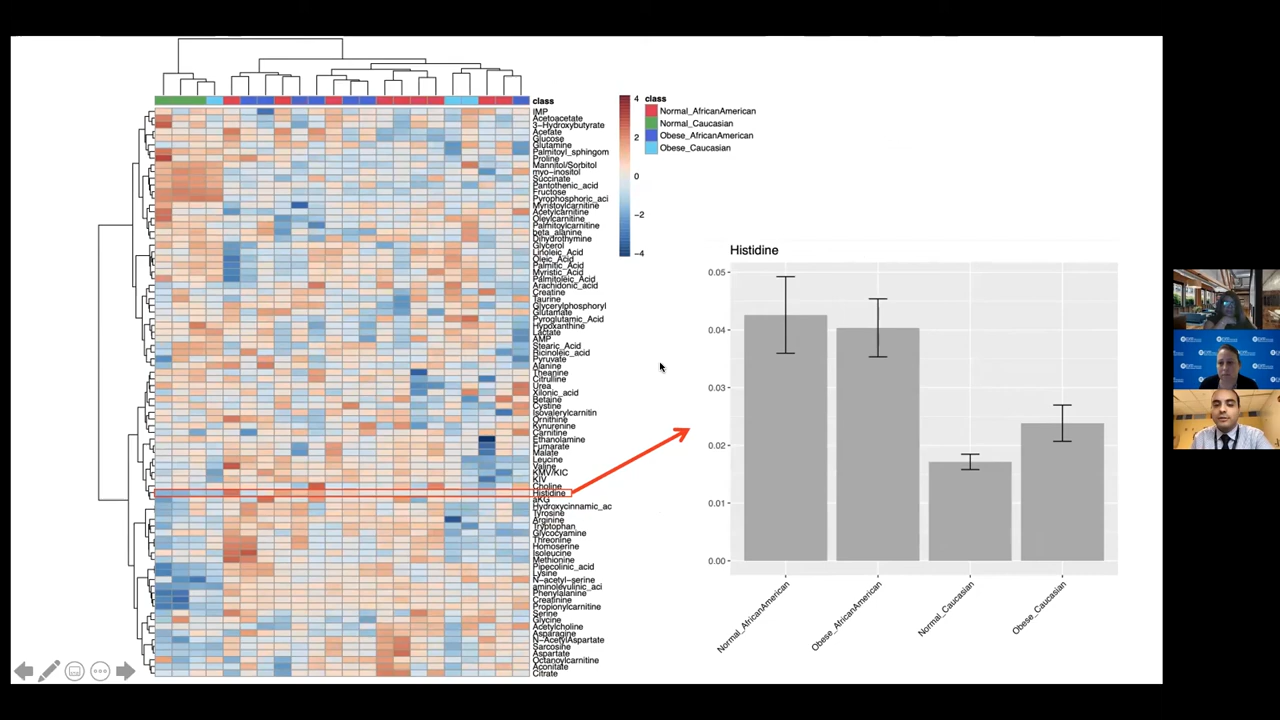 class
IMP
Acetoacetate
3-Hydroxybutyrate
Acetate
Glucose
Glutamine
Palmitoyl_sphingom
Proline
Mannitol/Sorbitol
myo-inositol
Succinate
Pantothenic_acid
Fructose
Pyrophosphoric_aci
Myristoylcarnitine
Acetylcarnitine
Oleylcarnitine
Palmitoylcarnitine
beta_alanine
Dihydrothymine
Glycerol
Linoleic_Acid
Oleic_Acid
Palmitic_Acid
Myristic_Acid
Palmitoleic_Acid
Arachidonic_acid
Creatine
Taurine
Glycerylphosphoryl
Glutamate
Pyroglutamic_Acid
Hypoxanthine
Lactate
AMP
Stearic_Acid
Ricinoleic_acid
Pyruvate
Alanine
Theanine
Citrulline
Urea
Xilonic_acid
Betaine
Cystine
Isovalerylcarnitin
Ornithine
Kynurenine
Carnitine
Ethanolamine
Fumarate
Malate
Leucine
Valine
KMV/KIC
KIV
Choline
Histidine
aKG
Hydroxycinnamic_ac
Tyrosine
Arginine
Tryptophan
Glycocyamine
Threonine
Homoserine
Isoleucine
Methionine
Pipecolinic_acid
Lysine
N-acetyl-serine
aminolevulinic_aci
Phenylalanine
Creatinine
Propionylcarnitine
Serine
Glycine
Acetylcholine
Asparagine
N-AcetylAspartate
Sarcosine
Aspartate
Octanoylcarnitine
Aconitate
Citrate
4
2
0
−2
−4
class
Normal_AfricanAmerican
Normal_Caucasian
Obese_AfricanAmerican
Obese_Caucasian
Histidine
0.05
0.04
0.03
0.02
0.01
0.00
Normal_AfricanAmerican
Obese_AfricanAmerican
Normal_Caucasian
Obese_Caucasian